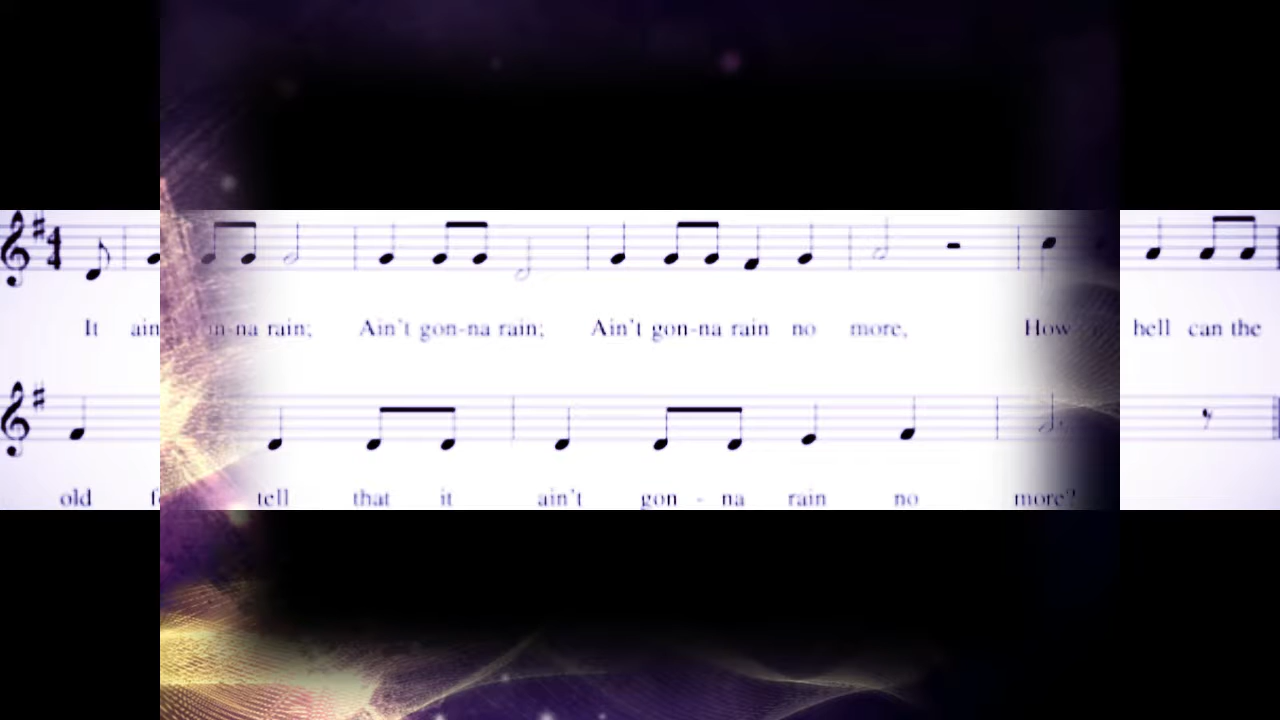 It ain n-na rain; Ain't gon-na rain; Ain't gon-na rain no more, How hell can the
old f tell that it ain't gon - na rain no more?